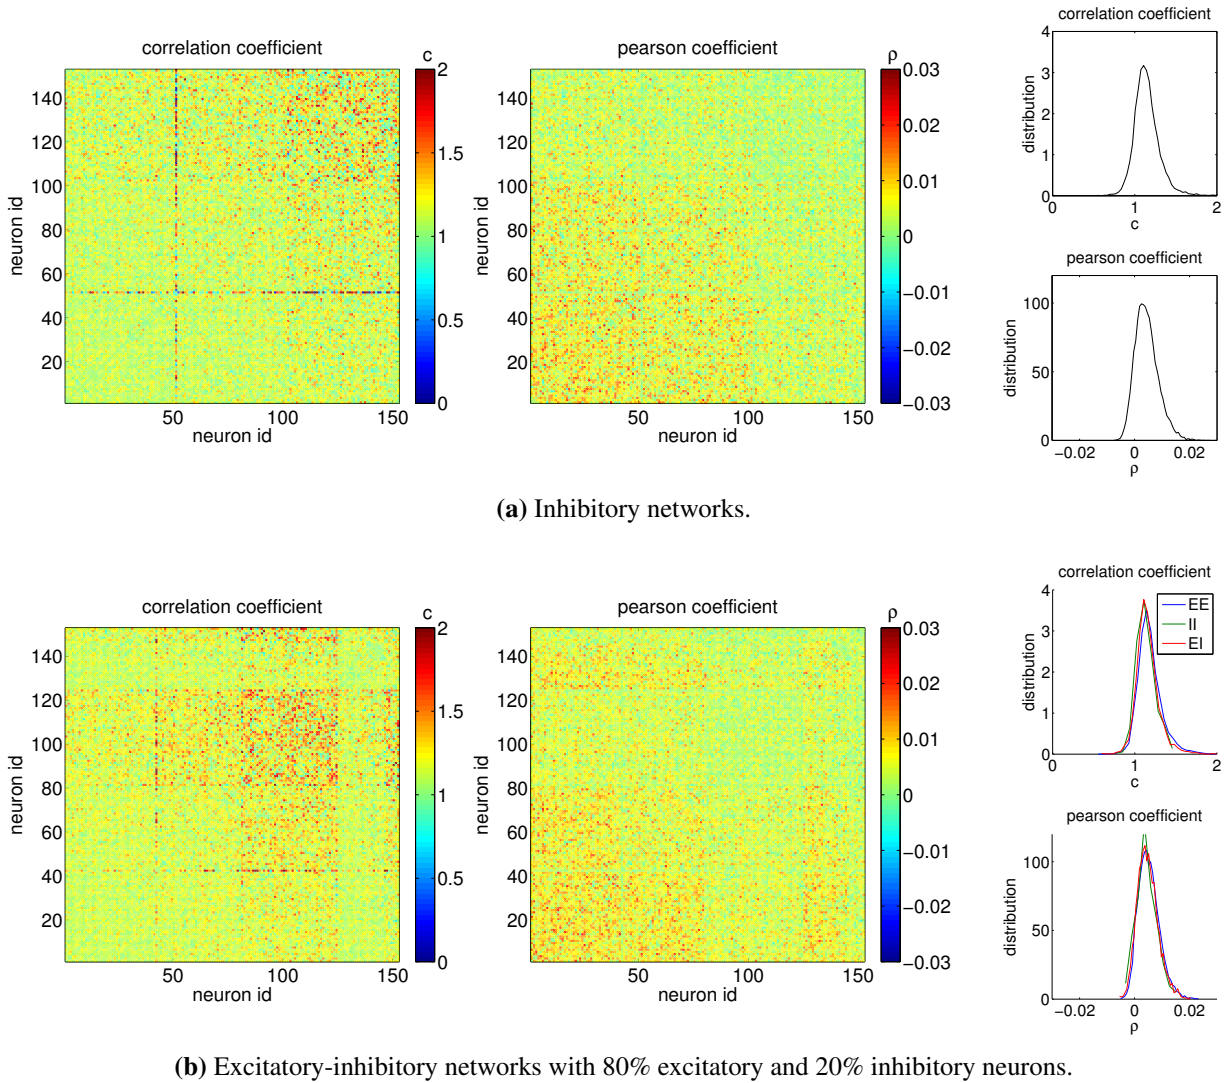 correlation coefficient
c
neuron id
140
120
100
80
60
40
20
50
100
150
neuron id
2
1.5
1
0.5
0
pearson coefficient
ρ
neuron id
140
120
100
80
60
40
20
50
100
150
neuron id
0.03
0.02
0.01
0
−0.01
−0.02
−0.03
correlation coefficient
distribution
4
3
2
1
0
0
1
2
c
pearson coefficient
distribution
100
50
0
−0.02
0
0.02
ρ
(a) Inhibitory networks.
correlation coefficient
c
neuron id
140
120
100
80
60
40
20
50
100
150
neuron id
2
1.5
1
0.5
0
pearson coefficient
ρ
neuron id
140
120
100
80
60
40
20
50
100
150
neuron id
0.03
0.02
0.01
0
−0.01
−0.02
−0.03
correlation coefficient
distribution
4
3
2
1
0
EE
II
EI
0
1
2
c
pearson coefficient
distribution
100
50
0
−0.02
0
0.02
ρ
(b) Excitatory-inhibitory networks with 80% excitatory and 20% inhibitory neurons.